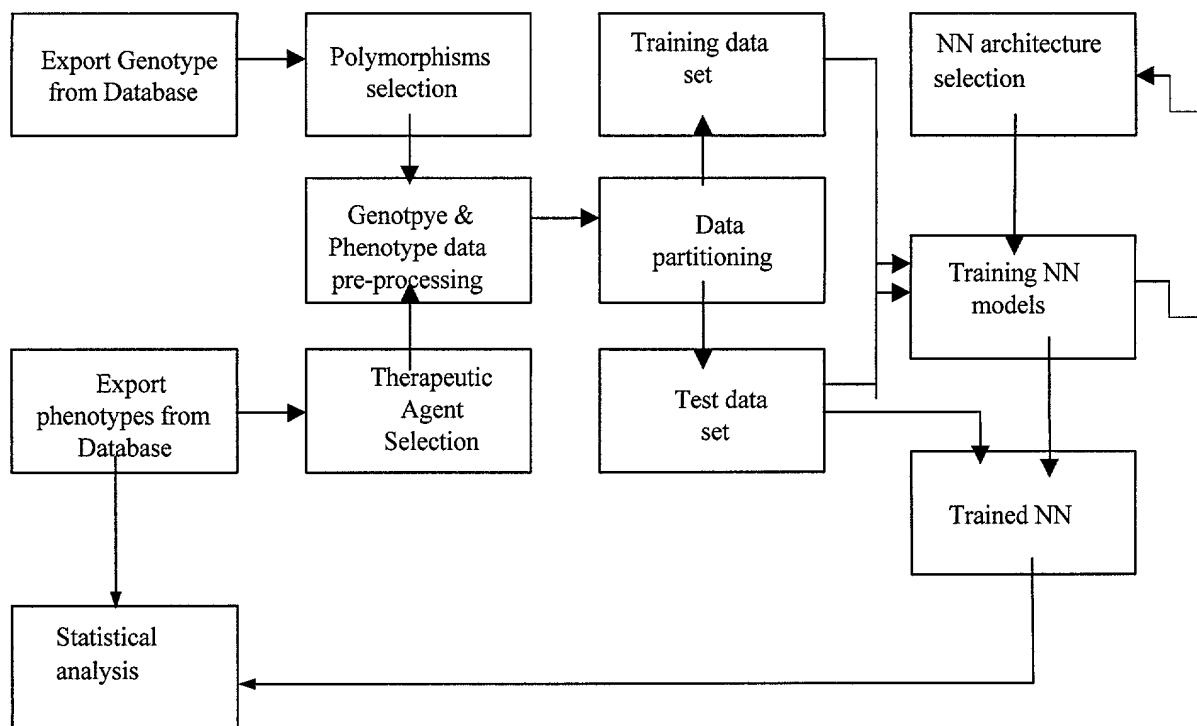 Export Genotype
from Database
Polymorphisms
selection
Training data
set
NN architecture
selection
Genotpye &
Phenotype data
pre-processing
Data
partitioning
Training NN
models
Export
phenotypes from
Database
Therapeutic
Agent
Selection
Test data
set
Trained NN
Statistical
analysis